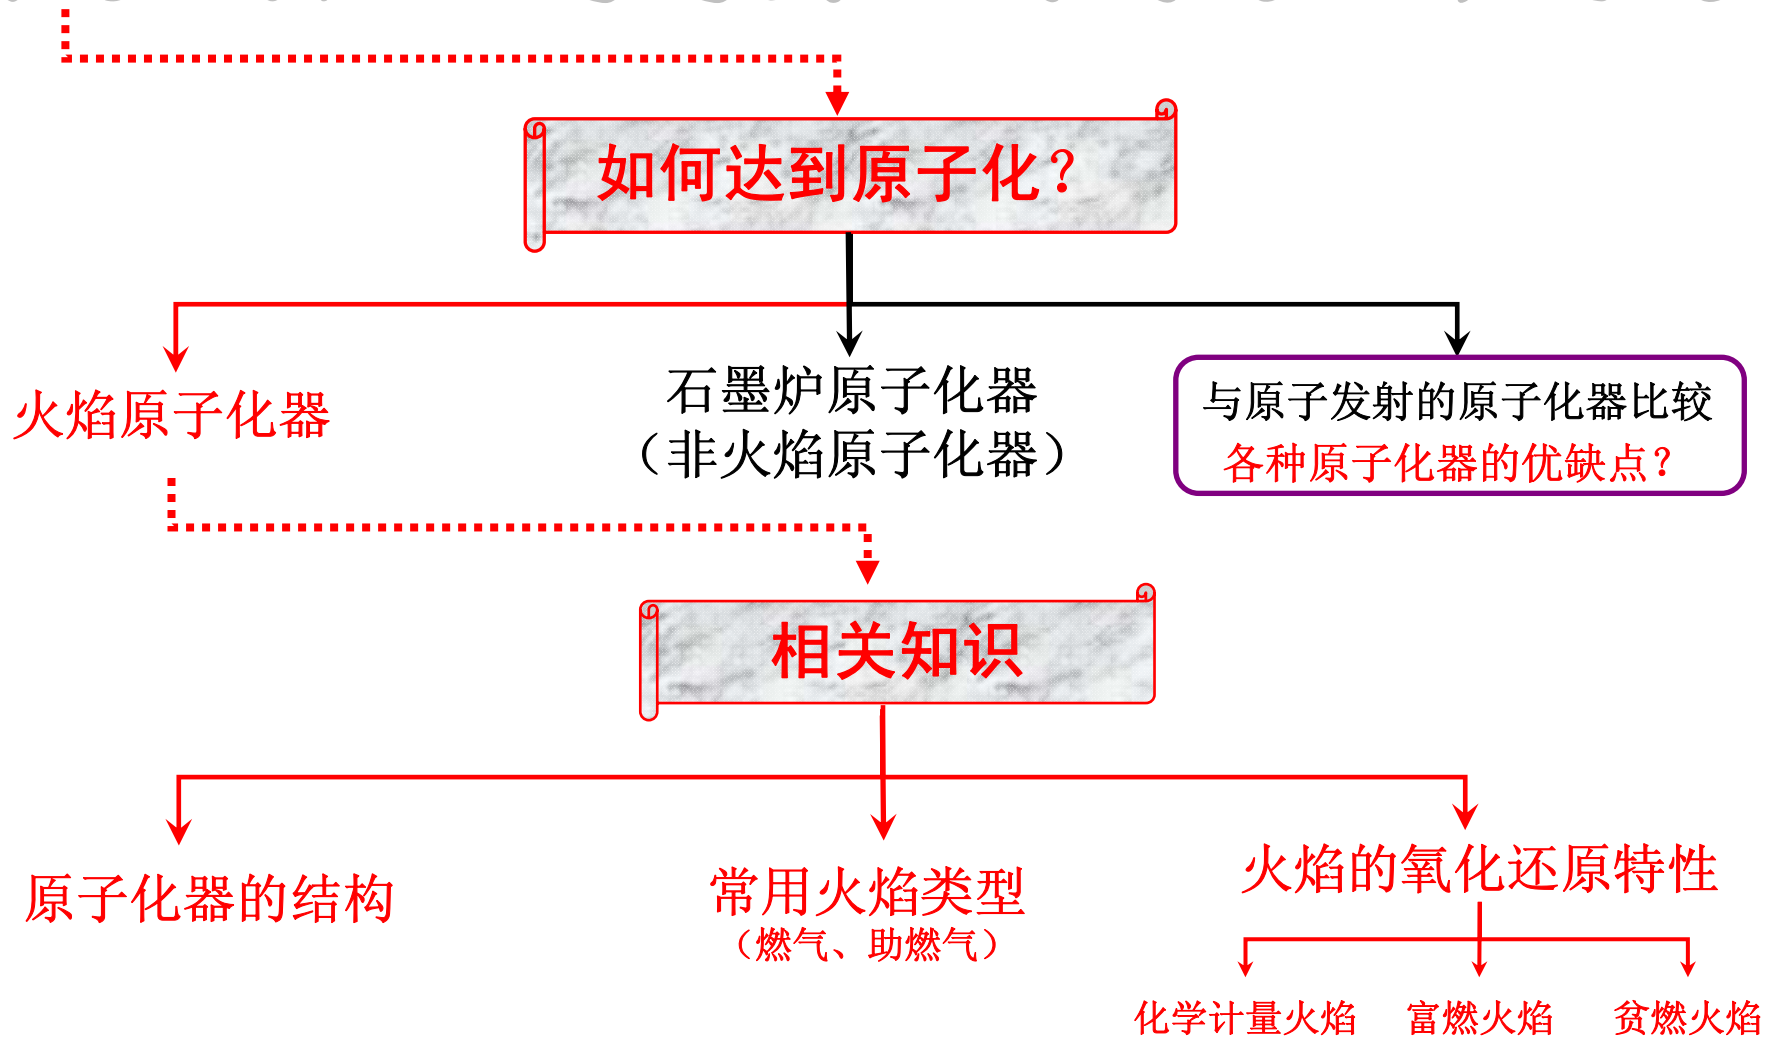 如何达到原子化？
火焰原子化器
石墨炉原子化器
（非火焰原子化器）
与原子发射的原子化器比较
各种原子化器的优缺点？
相关知识
原子化器的结构
常用火焰类型
（燃气、助燃气）
火焰的氧化还原特性
化学计量火焰
富燃火焰
贫燃火焰